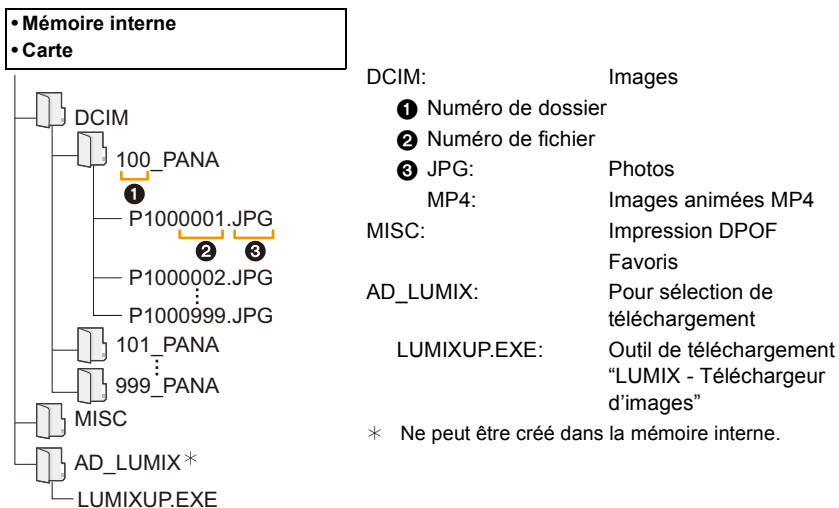 • Mémoire interne
• Carte
DCIM
100_PANA
❶
P1000001.JPG
❷ ❸
P1000002.JPG
P1000999.JPG
101_PANA
999_PANA
MISC
AD_LUMIX＊
LUMIXUP.EXE
DCIM: Images
❶ Numéro de dossier
❷ Numéro de fichier
❸ JPG: Photos
MP4: Images animées MP4
MISC: Impression DPOF
Favoris
AD_LUMIX: Pour sélection de
téléchargement
LUMIXUP.EXE: Outil de téléchargement
“LUMIX - Téléchargeur
d’images”
＊ Ne peut être créé dans la mémoire interne.